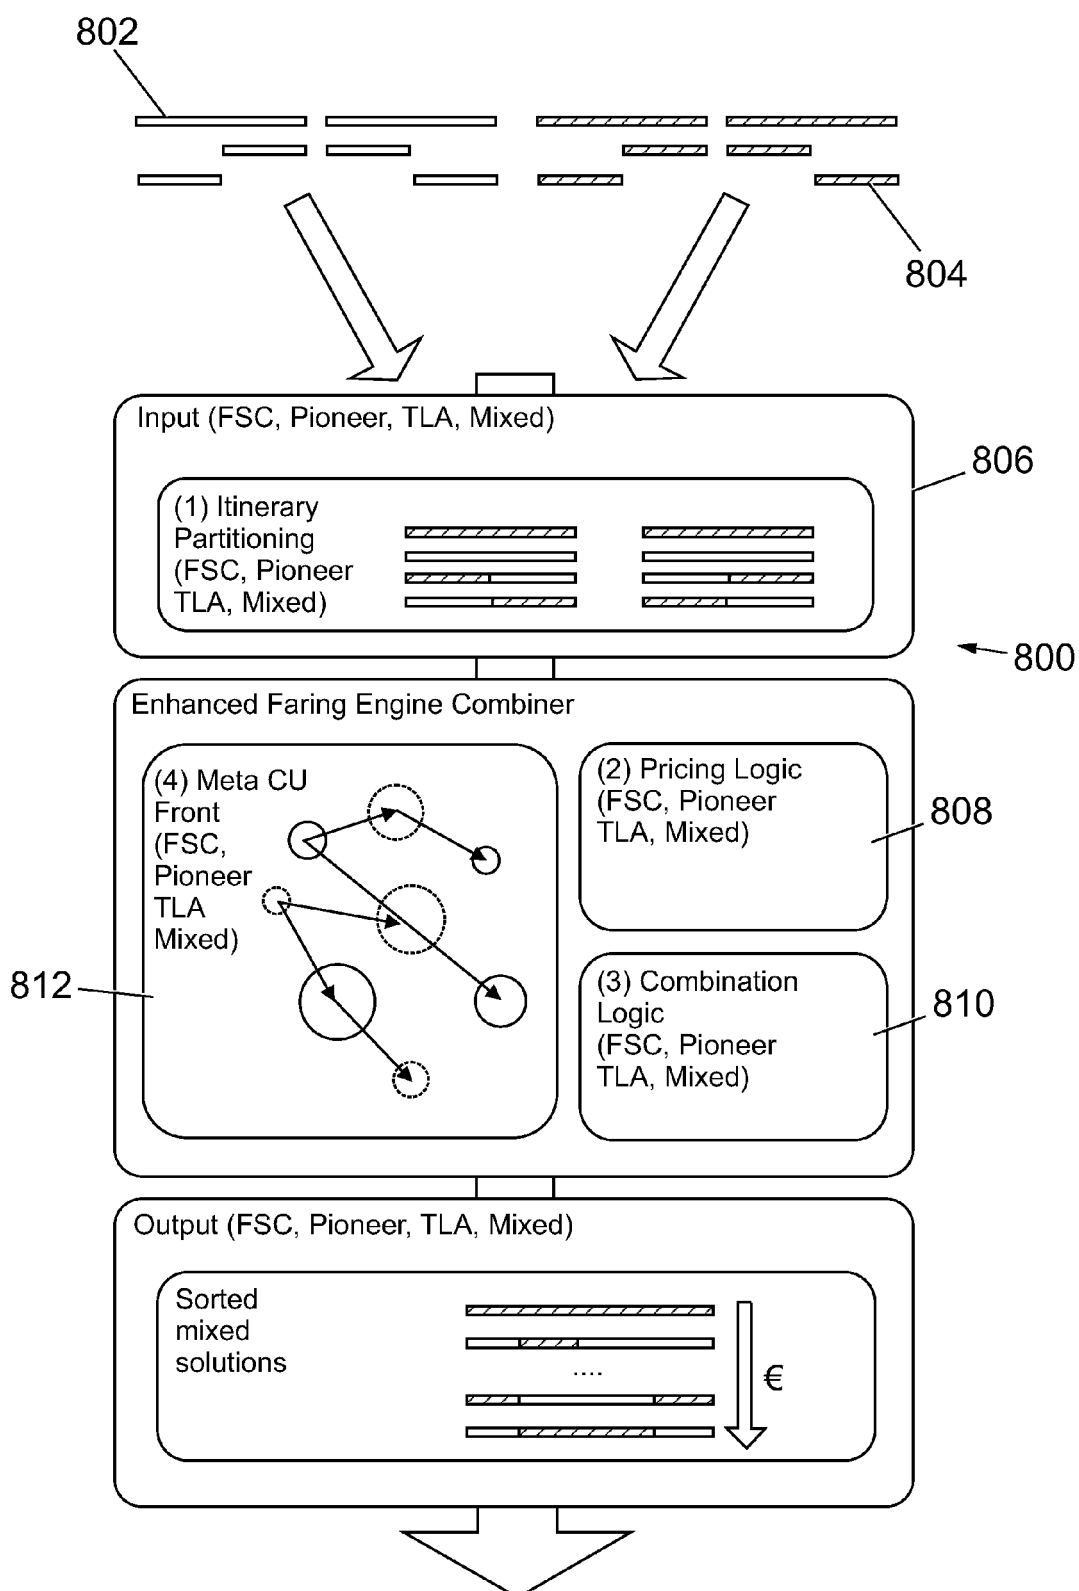 802
804
Input (FSC, Pioneer, TLA, Mixed)
806
(1) Itinerary
Partitioning
(FSC, Pioneer
TLA, Mixed)
800
Enhanced Faring Engine Combiner
(4) Meta CU
Front
(FSC,
Pioneer
TLA
Mixed)
(2) Pricing Logic
(FSC, Pioneer
TLA, Mixed)
808
812
(3) Combination
Logic
(FSC, Pioneer
TLA, Mixed)
810
Output (FSC, Pioneer, TLA, Mixed)
Sorted
mixed
solutions
....
€